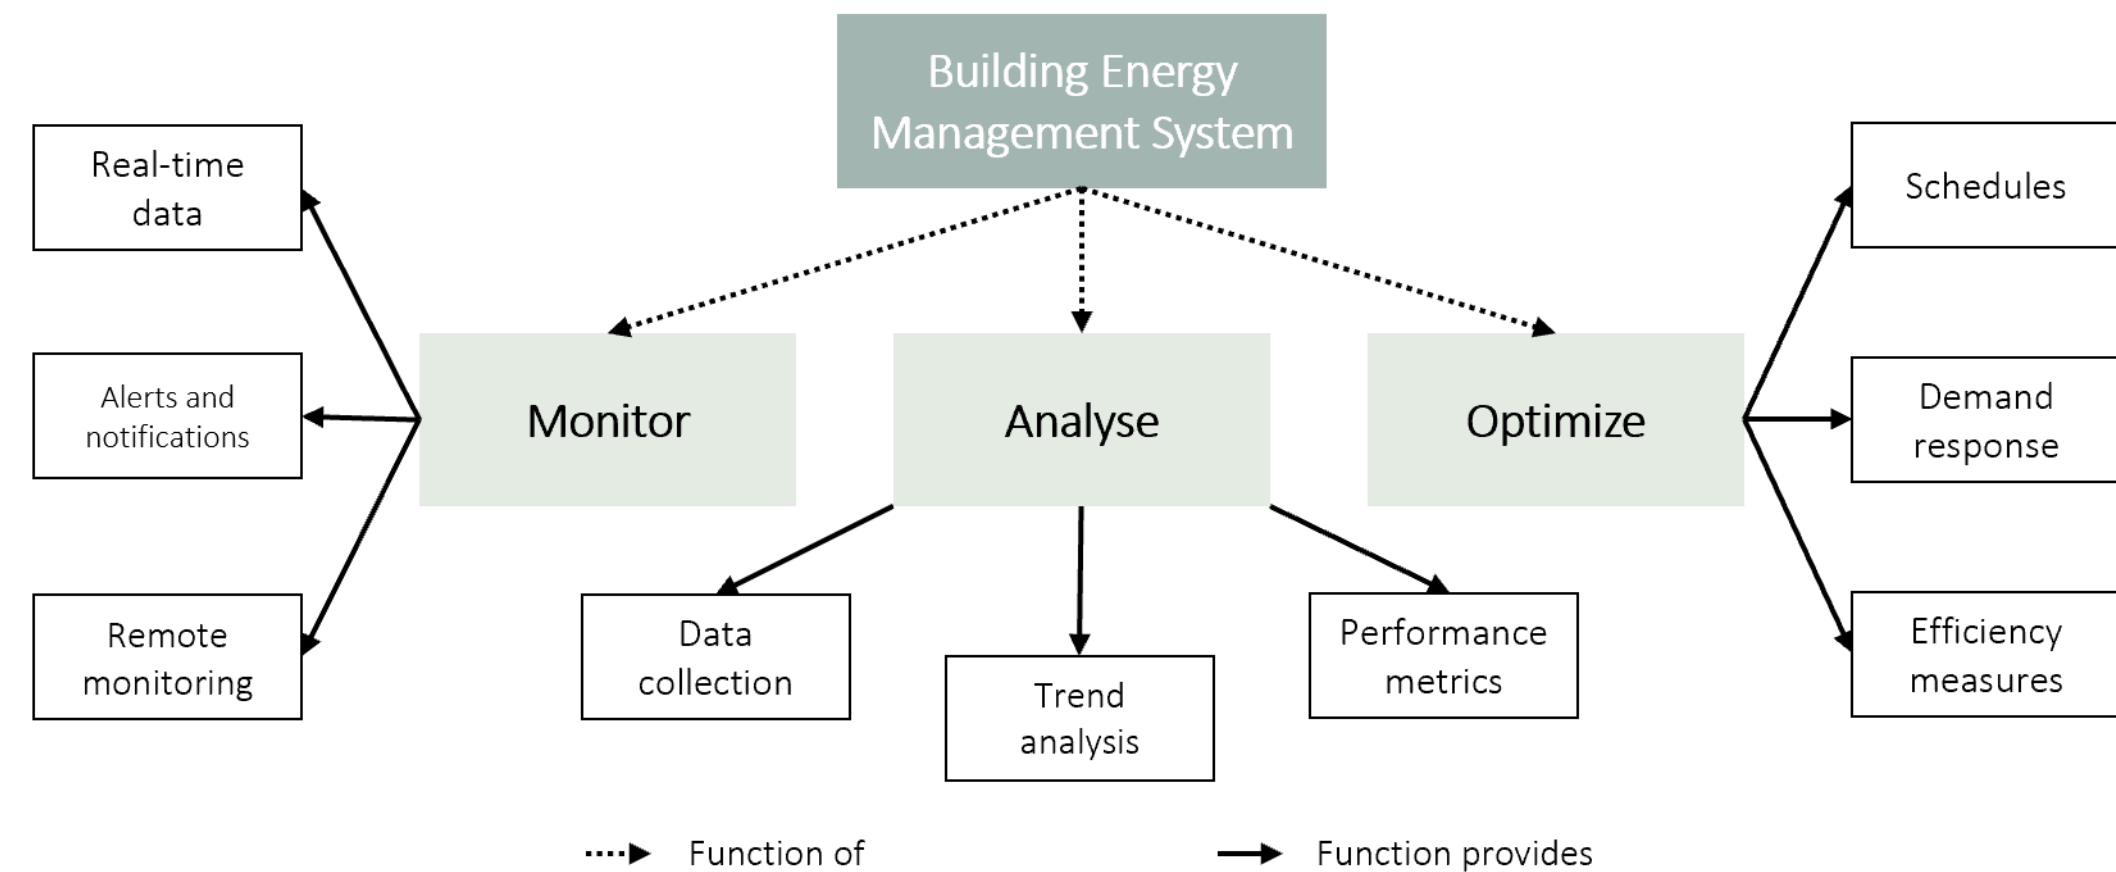 Building Energy
Management System
Real-time
data
Schedules
Alerts and
notifications
Monitor
Analyse
Optimize
Demand
response
Remote
monitoring
Data
collection
Trend
analysis
Performance
metrics
Efficiency
measures
Function of
Function provides